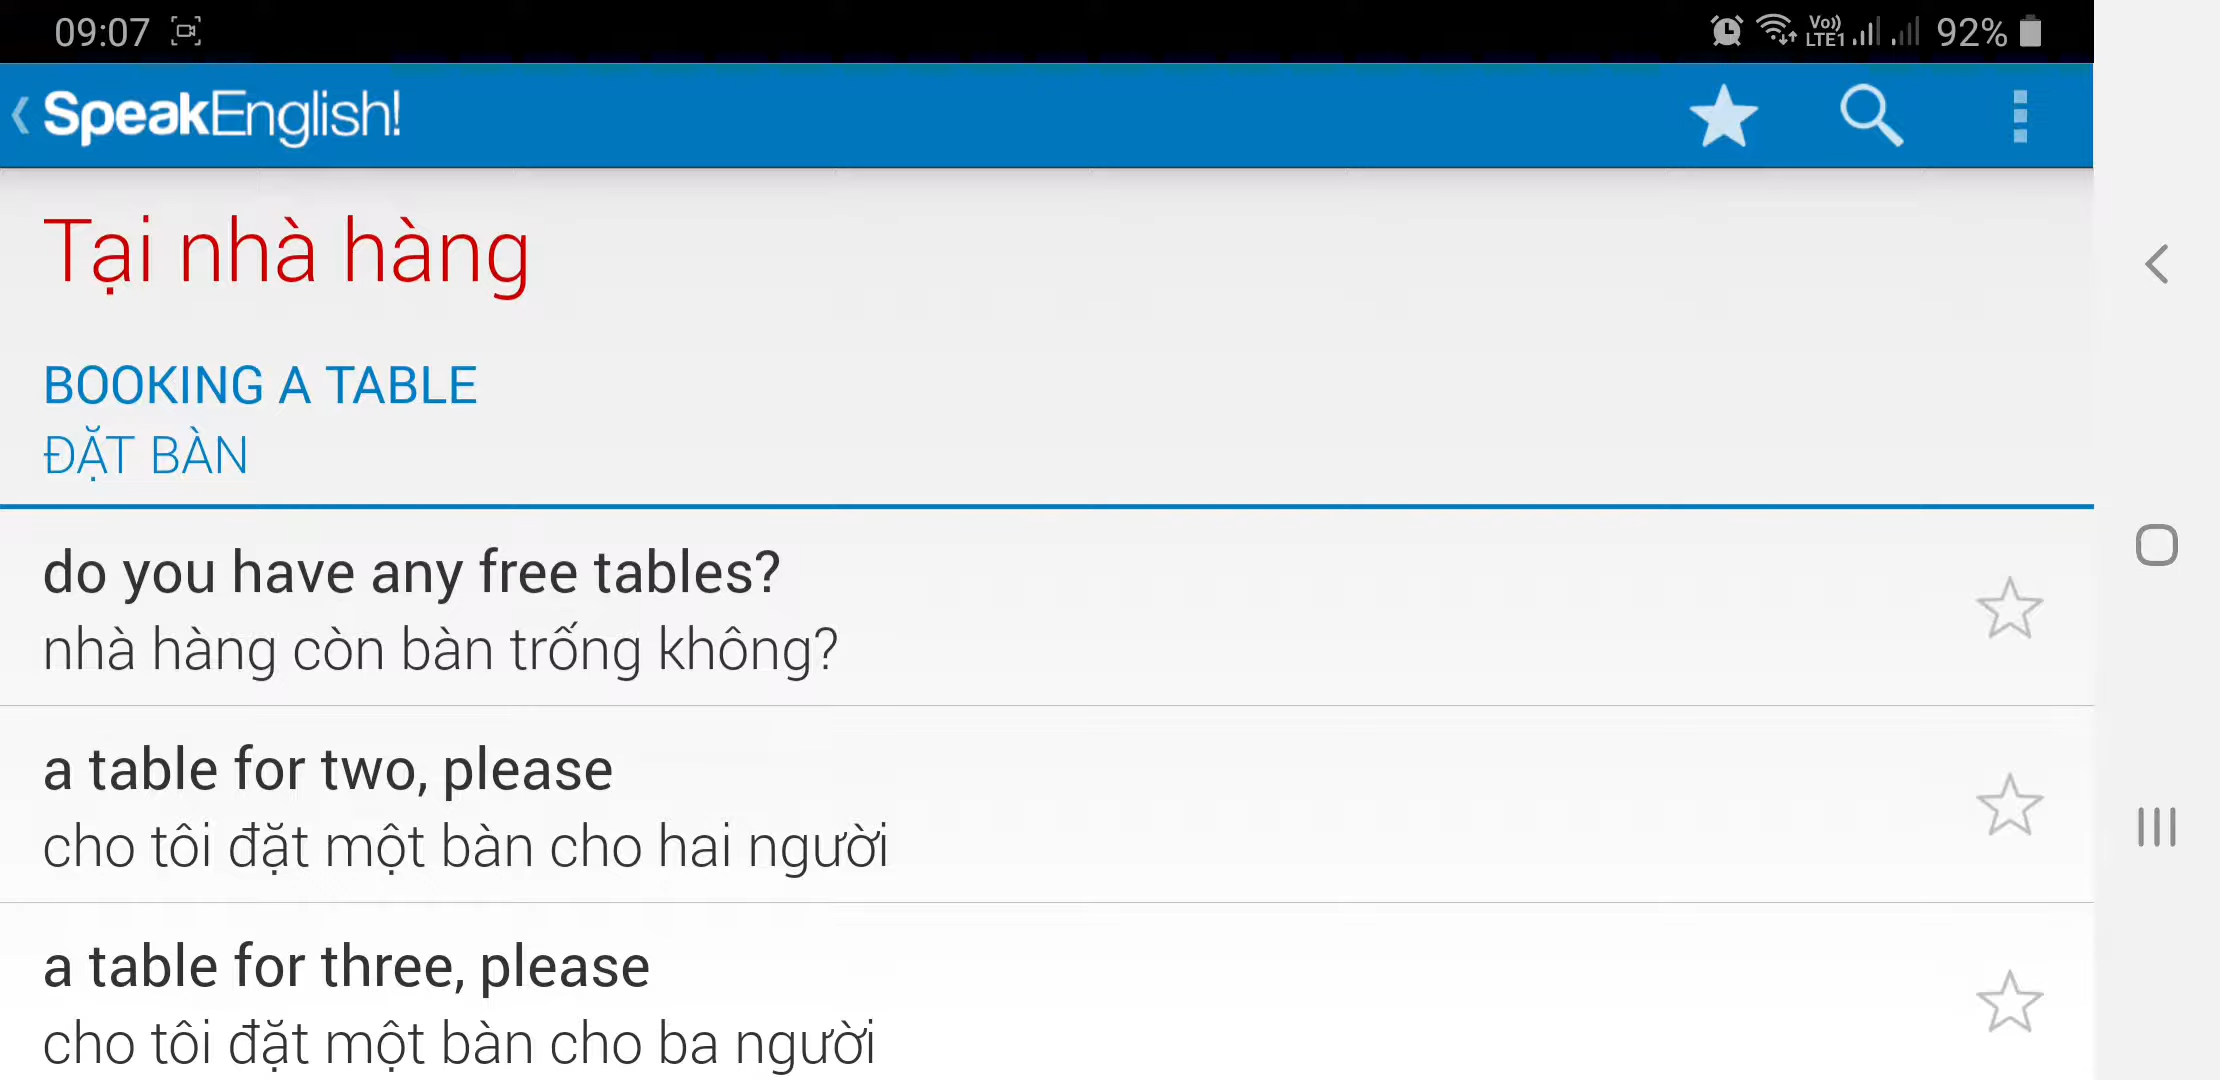 09:07
Vo)) LTE1 92%
SpeakEnglish!
Tại nhà hàng
BOOKING A TABLE
ĐẶT BÀN
do you have any free tables?
nhà hàng còn bàn trống không?
a table for two, please
cho tôi đặt một bàn cho hai người
a table for three, please
cho tôi đặt một bàn cho ba người